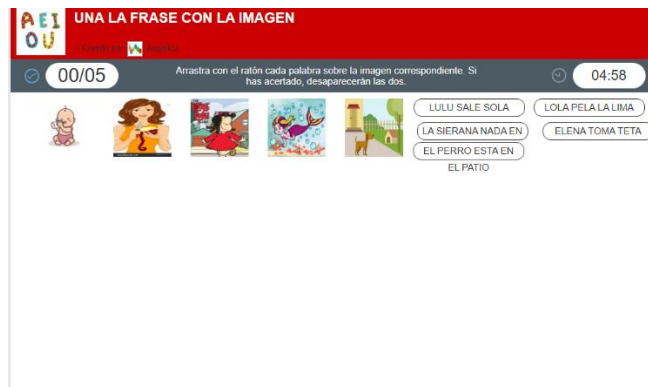 AEI
OU
UNA LA FRASE CON LA IMAGEN
00/05
Arrastra con el ratón cada palabra sobre la imagen correspondiente. Si
has acertado, desaparecerán las dos.
04:58
LULU SALE SOLA
LOLA PELA LA LIMA
LA SIERANA NADA EN
ELENA TOMA TETA
EL PERRO ESTA EN
EL PATIO